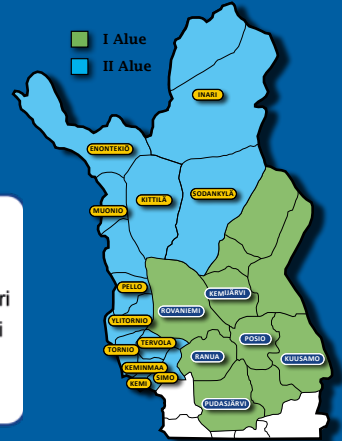 I Alue
II Alue
INARI
ENONTEKIÖ
SODANKYLÄ
KITTILÄ
MUONIO
PELLO
KEMIJÄRVI
ROVANIEMI
YLITORNIO
POSIO
TERVOLA
TORNIO
RANUA
KUUSAMO
KEMINMAA
SIMO
KEMI
PUDASJÄRVI
ri
i